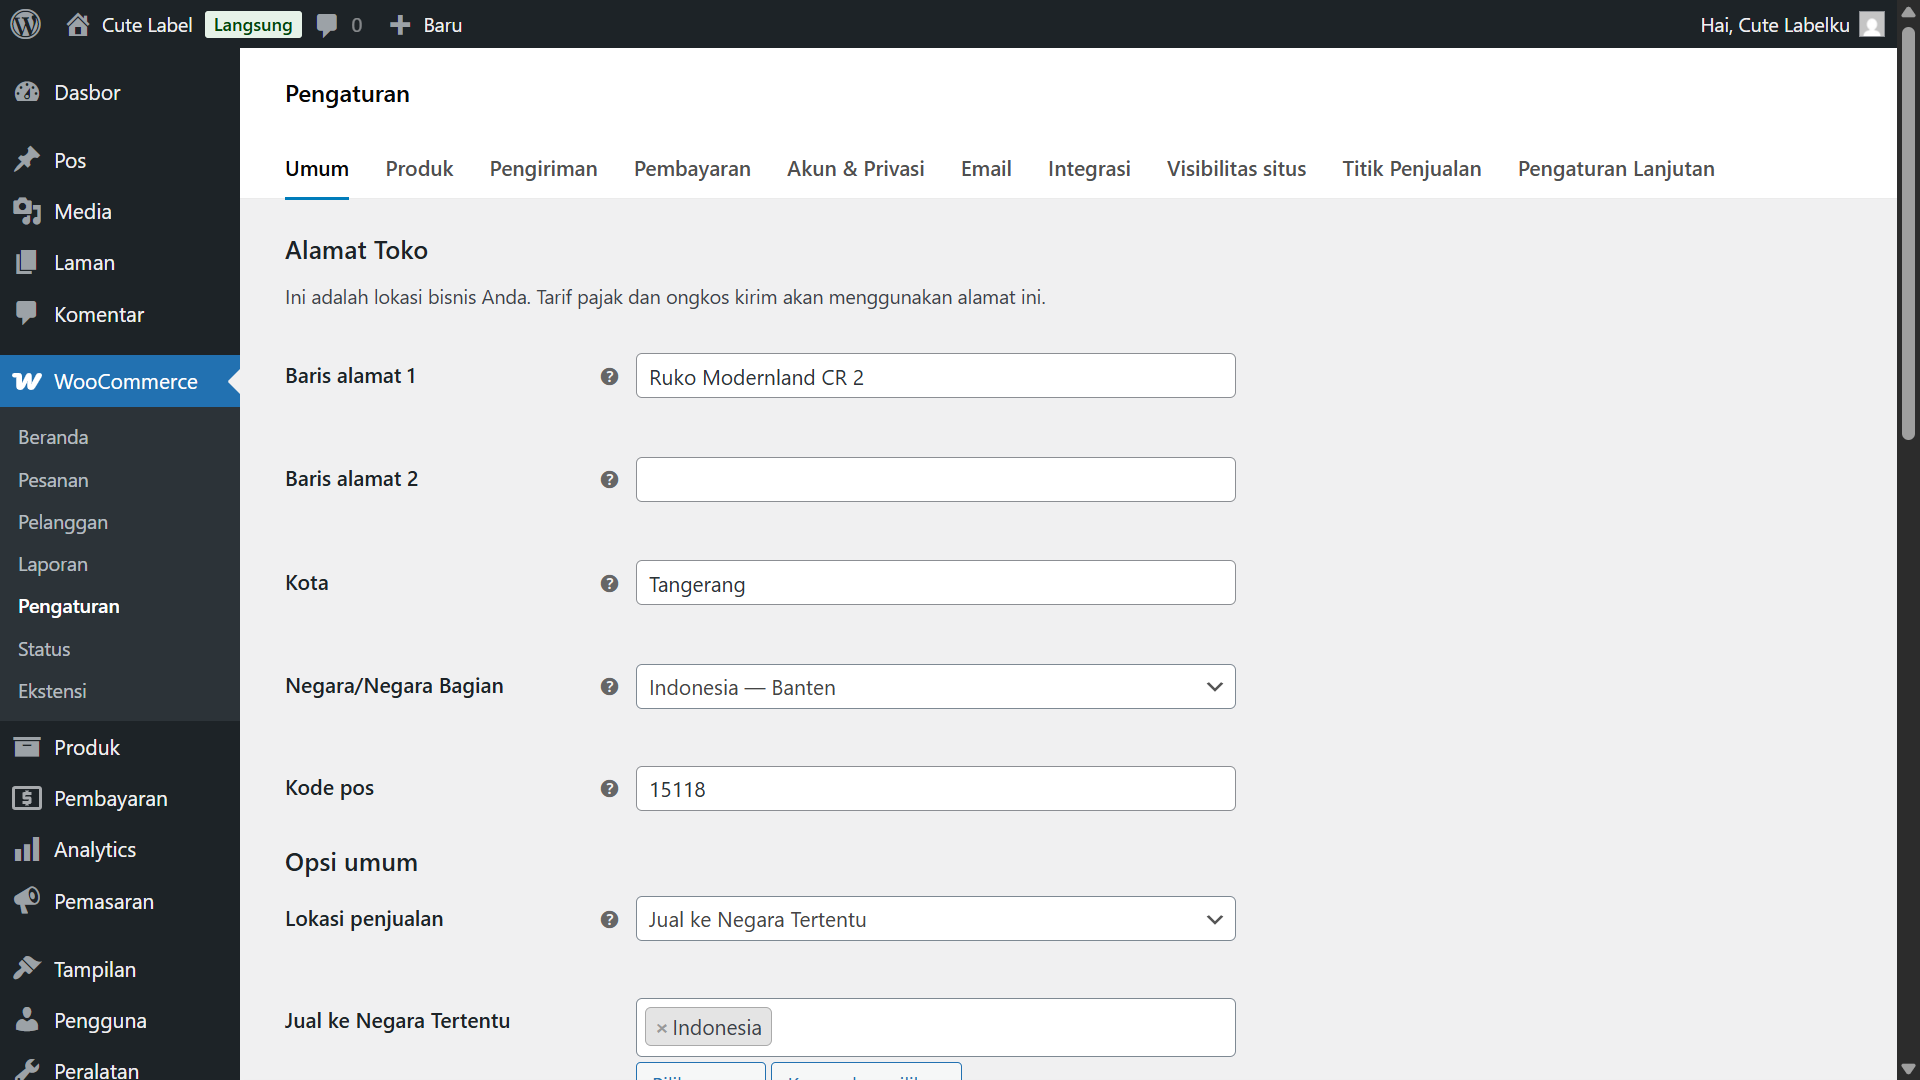 Cute Label Langsung 0 Baru
Hai, Cute Labelku
Dasbor
Pos
Media
Laman
Komentar
WooCommerce
Beranda
Pesanan
Pelanggan
Laporan
Pengaturan
Status
Ekstensi
Produk
Pembayaran
Analytics
Pemasaran
Tampilan
Pengguna
Peralatan
Pengaturan
Umum Produk Pengiriman Pembayaran Akun & Privasi Email Integrasi Visibilitas situs Titik Penjualan Pengaturan Lanjutan
Alamat Toko
Ini adalah lokasi bisnis Anda. Tarif pajak dan ongkos kirim akan menggunakan alamat ini.
Baris alamat 1 ? Ruko Modernland CR 2
Baris alamat 2 ?
Kota ? Tangerang
Negara/Negara Bagian ? Indonesia — Banten
Kode pos ? 15118
Opsi umum
Lokasi penjualan ? Jual ke Negara Tertentu
Jual ke Negara Tertentu × Indonesia